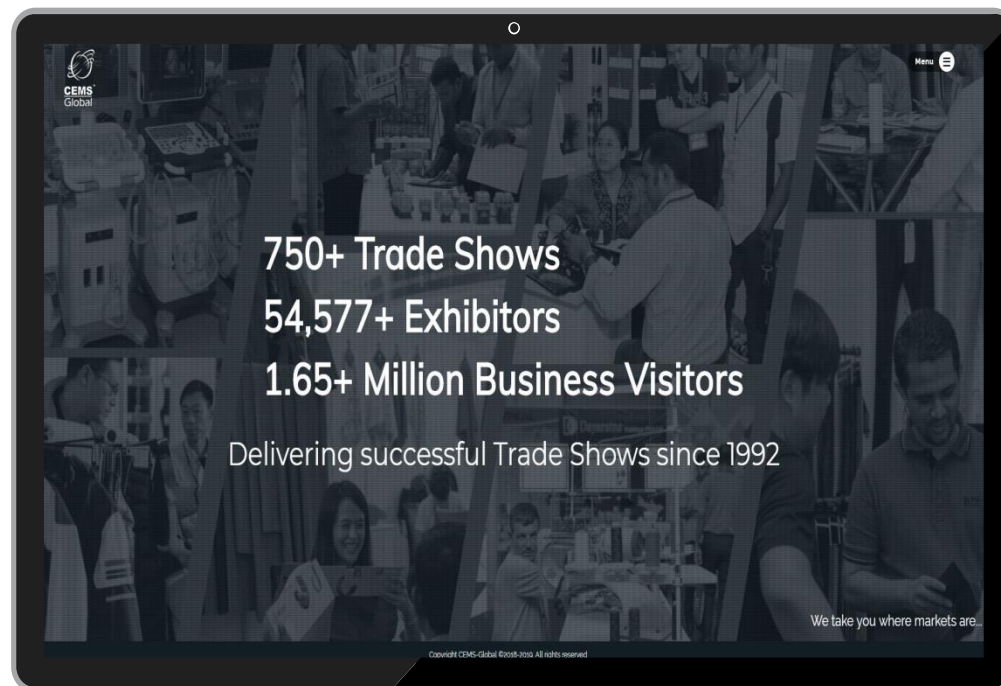 CEMS
Global
Menu
750+ Trade Shows
54,577+ Exhibitors
1.65+ Million Business Visitors
Delivering successful Trade Shows since 1992
We take you where markets are...
Copyright CEMS-Global ©2018-2019. All rights reserved